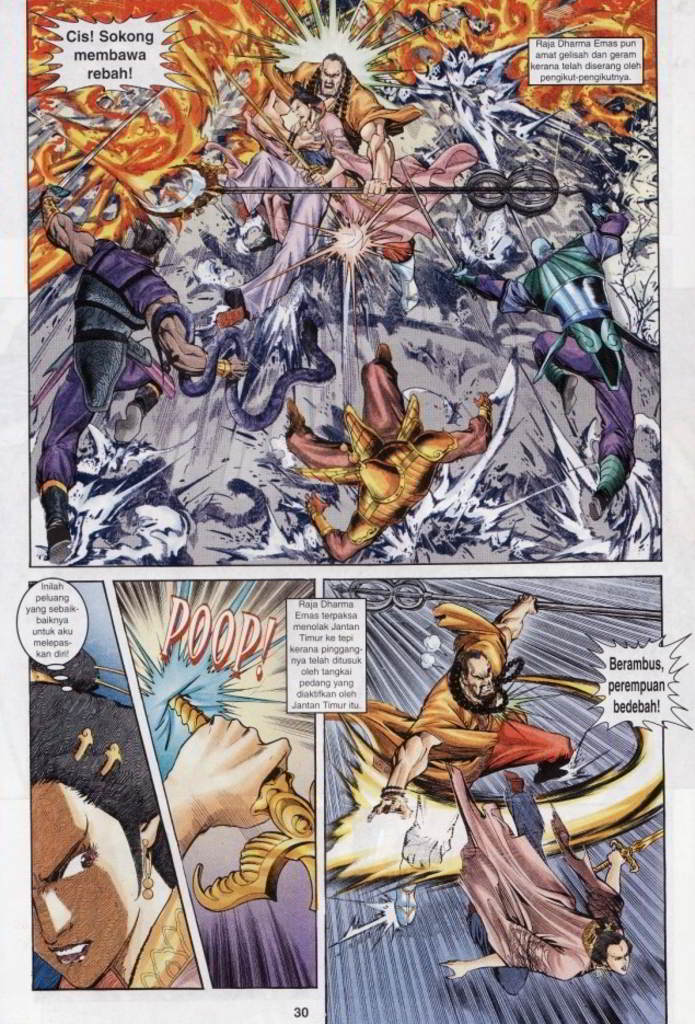 Cis! Sokong
membawa
rebah!
Raja Dharma Emas pun
amat gelisah dan geram
kerana telah diserang oleh
pengikut-pengikutnya.
Inilah
peluang
yang sebaik-
baiknya
untuk aku
melepas-
kan diri!
POOP!
Raja Dharma
Emas terpaksa
menolak Jantan
Timur ke tepi
kerana pinggang-
nya telah ditusuk
oleh tangkai
pedang yang
diaktifkan oleh
Jantan Timur itu.
Berambus,
perempuan
bedebah!
30